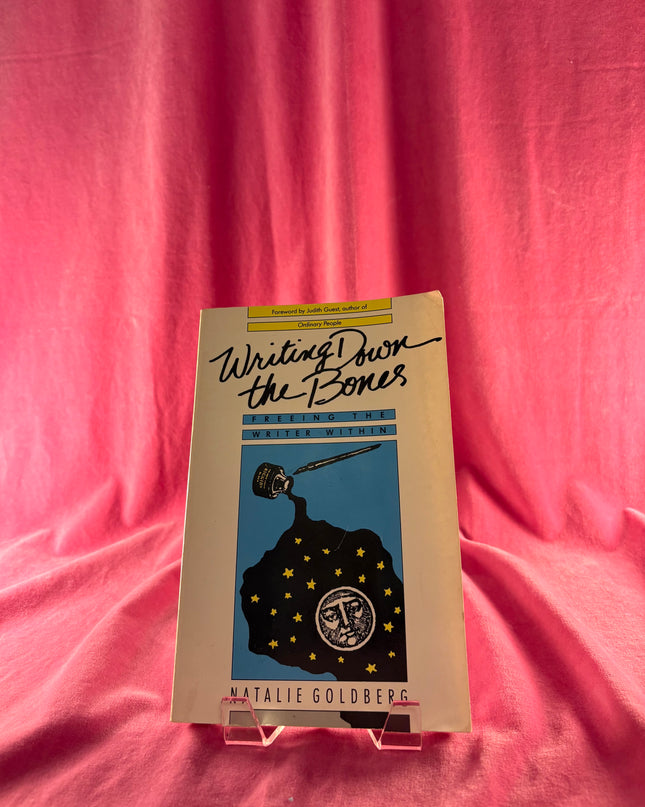 Foreword by Judith Guest, author of
Ordinary People
Writing Down
the Bones
FREEING THE
WRITER WITHIN
NATALIE GOLDBERG